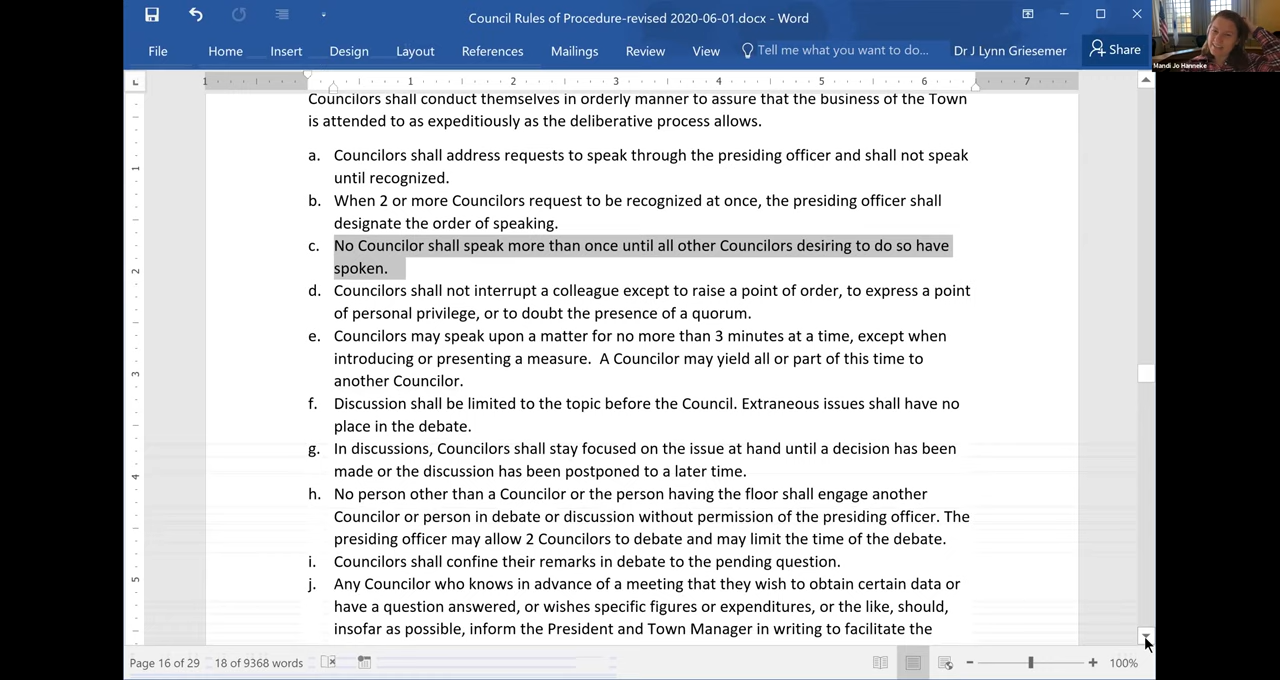 Council Rules of Procedure-revised 2020-06-01.docx - Word
File Home Insert Design Layout References Mailings Review View Tell me what you want to do... Dr J Lynn Griesemer Share
Mandi Jo Hanneke
1 1 2 3 4 5 6 7
Councilors shall conduct themselves in orderly manner to assure that the business of the Town
is attended to as expeditiously as the deliberative process allows.
a. Councilors shall address requests to speak through the presiding officer and shall not speak
until recognized.
b. When 2 or more Councilors request to be recognized at once, the presiding officer shall
designate the order of speaking.
c. No Councilor shall speak more than once until all other Councilors desiring to do so have
spoken.
d. Councilors shall not interrupt a colleague except to raise a point of order, to express a point
of personal privilege, or to doubt the presence of a quorum.
e. Councilors may speak upon a matter for no more than 3 minutes at a time, except when
introducing or presenting a measure. A Councilor may yield all or part of this time to
another Councilor.
f. Discussion shall be limited to the topic before the Council. Extraneous issues shall have no
place in the debate.
g. In discussions, Councilors shall stay focused on the issue at hand until a decision has been
made or the discussion has been postponed to a later time.
h. No person other than a Councilor or the person having the floor shall engage another
Councilor or person in debate or discussion without permission of the presiding officer. The
presiding officer may allow 2 Councilors to debate and may limit the time of the debate.
i. Councilors shall confine their remarks in debate to the pending question.
j. Any Councilor who knows in advance of a meeting that they wish to obtain certain data or
have a question answered, or wishes specific figures or expenditures, or the like, should,
insofar as possible, inform the President and Town Manager in writing to facilitate the
1
2
3
4
5
Page 16 of 29 18 of 9368 words 100%